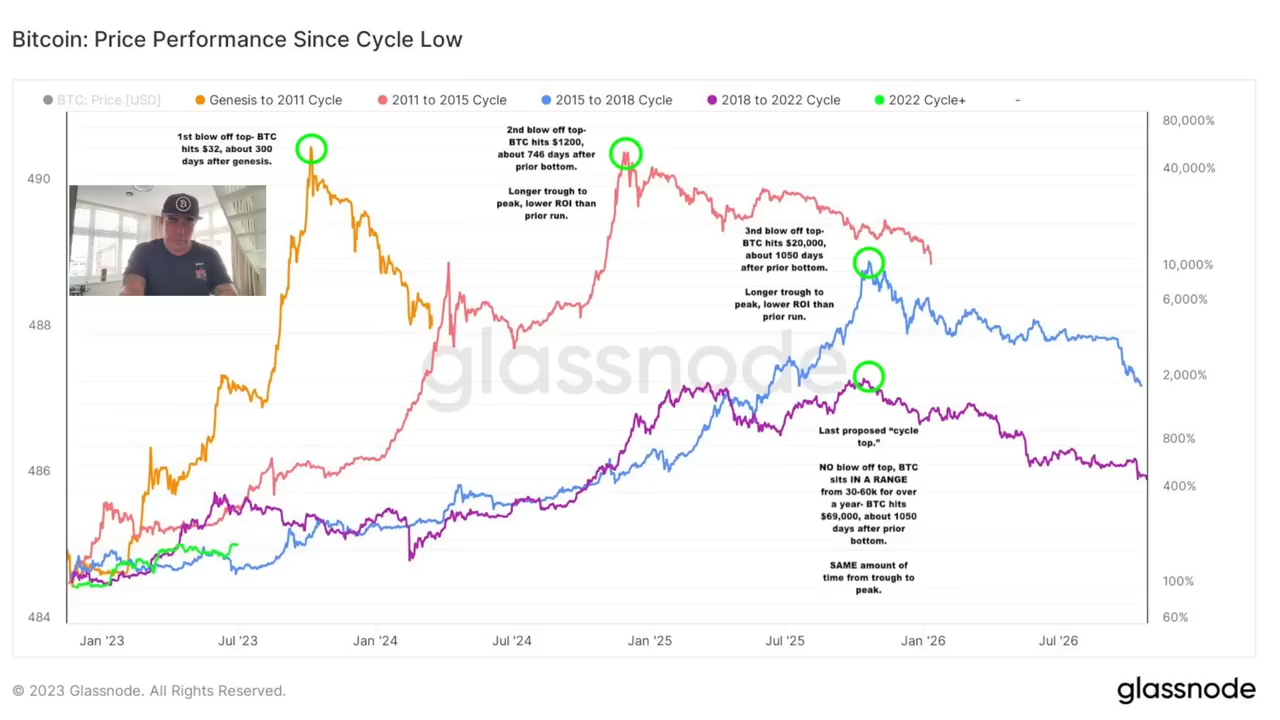 Bitcoin: Price Performance Since Cycle Low
BTC: Price [USD]
Genesis to 2011 Cycle
2011 to 2015 Cycle
2015 to 2018 Cycle
2018 to 2022 Cycle
2022 Cycle+
-
1st blow off top- BTC
hits $32, about 300
days after genesis.
2nd blow off top-
BTC hits $1200,
about 746 days after
prior bottom.
Longer trough to
peak, lower ROI than
prior run.
3nd blow off top-
BTC hits $20,000,
about 1050 days
after prior bottom.
Longer trough to
peak, lower ROI than
prior run.
Last proposed “cycle
top.”
NO blow off top, BTC
sits IN A RANGE
from 30-60k for over
a year- BTC hits
$69,000, about 1050
days after prior
bottom.
SAME amount of
time from trough to
peak.
490
488
486
484
80,000%
40,000%
10,000%
6,000%
2,000%
800%
400%
100%
60%
glassnode
Jan '23
Jul '23
Jan '24
Jul '24
Jan '25
Jul '25
Jan '26
Jul '26
© 2023 Glassnode. All Rights Reserved.
glassnode